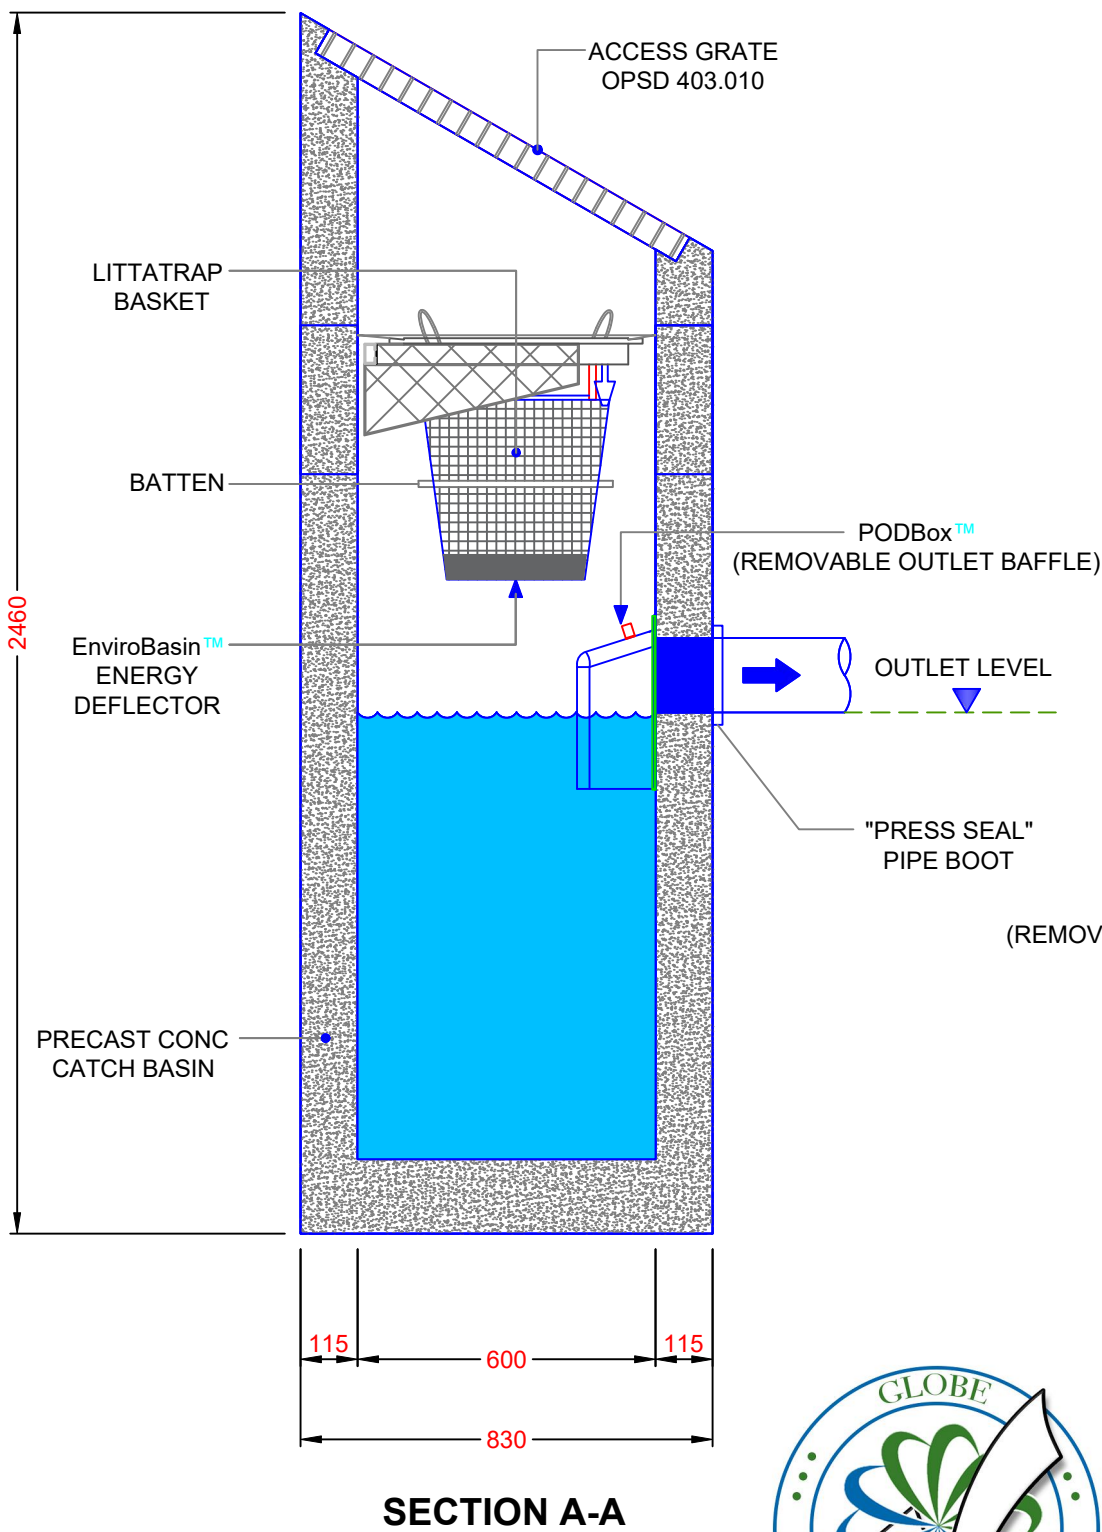 ACCESS GRATE
OPSD 403.010
LITTATRAP
BASKET
BATTEN
PODBox™
(REMOVABLE OUTLET BAFFLE)
2460
EnviroBasin™
ENERGY
DEFLECTOR
OUTLET LEVEL
"PRESS SEAL"
PIPE BOOT
(REMOV
PRECAST CONC
CATCH BASIN
115
600
115
830
GLOBE
SECTION A-A